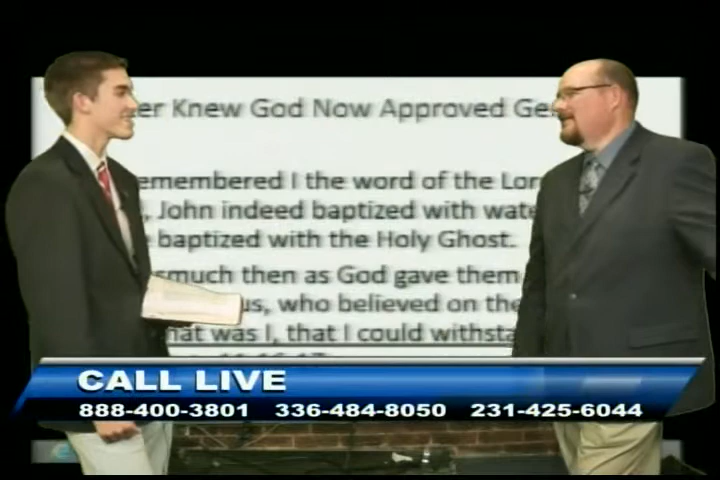 er Knew God Now Approved Ge
emembered I the word of the Lor
, John indeed baptized with wate
baptized with the Holy Ghost.
smuch then as God gave them
us, who believed on the
hat was I, that I could withsta
CALL LIVE
888-400-3801 336-484-8050 231-425-6044